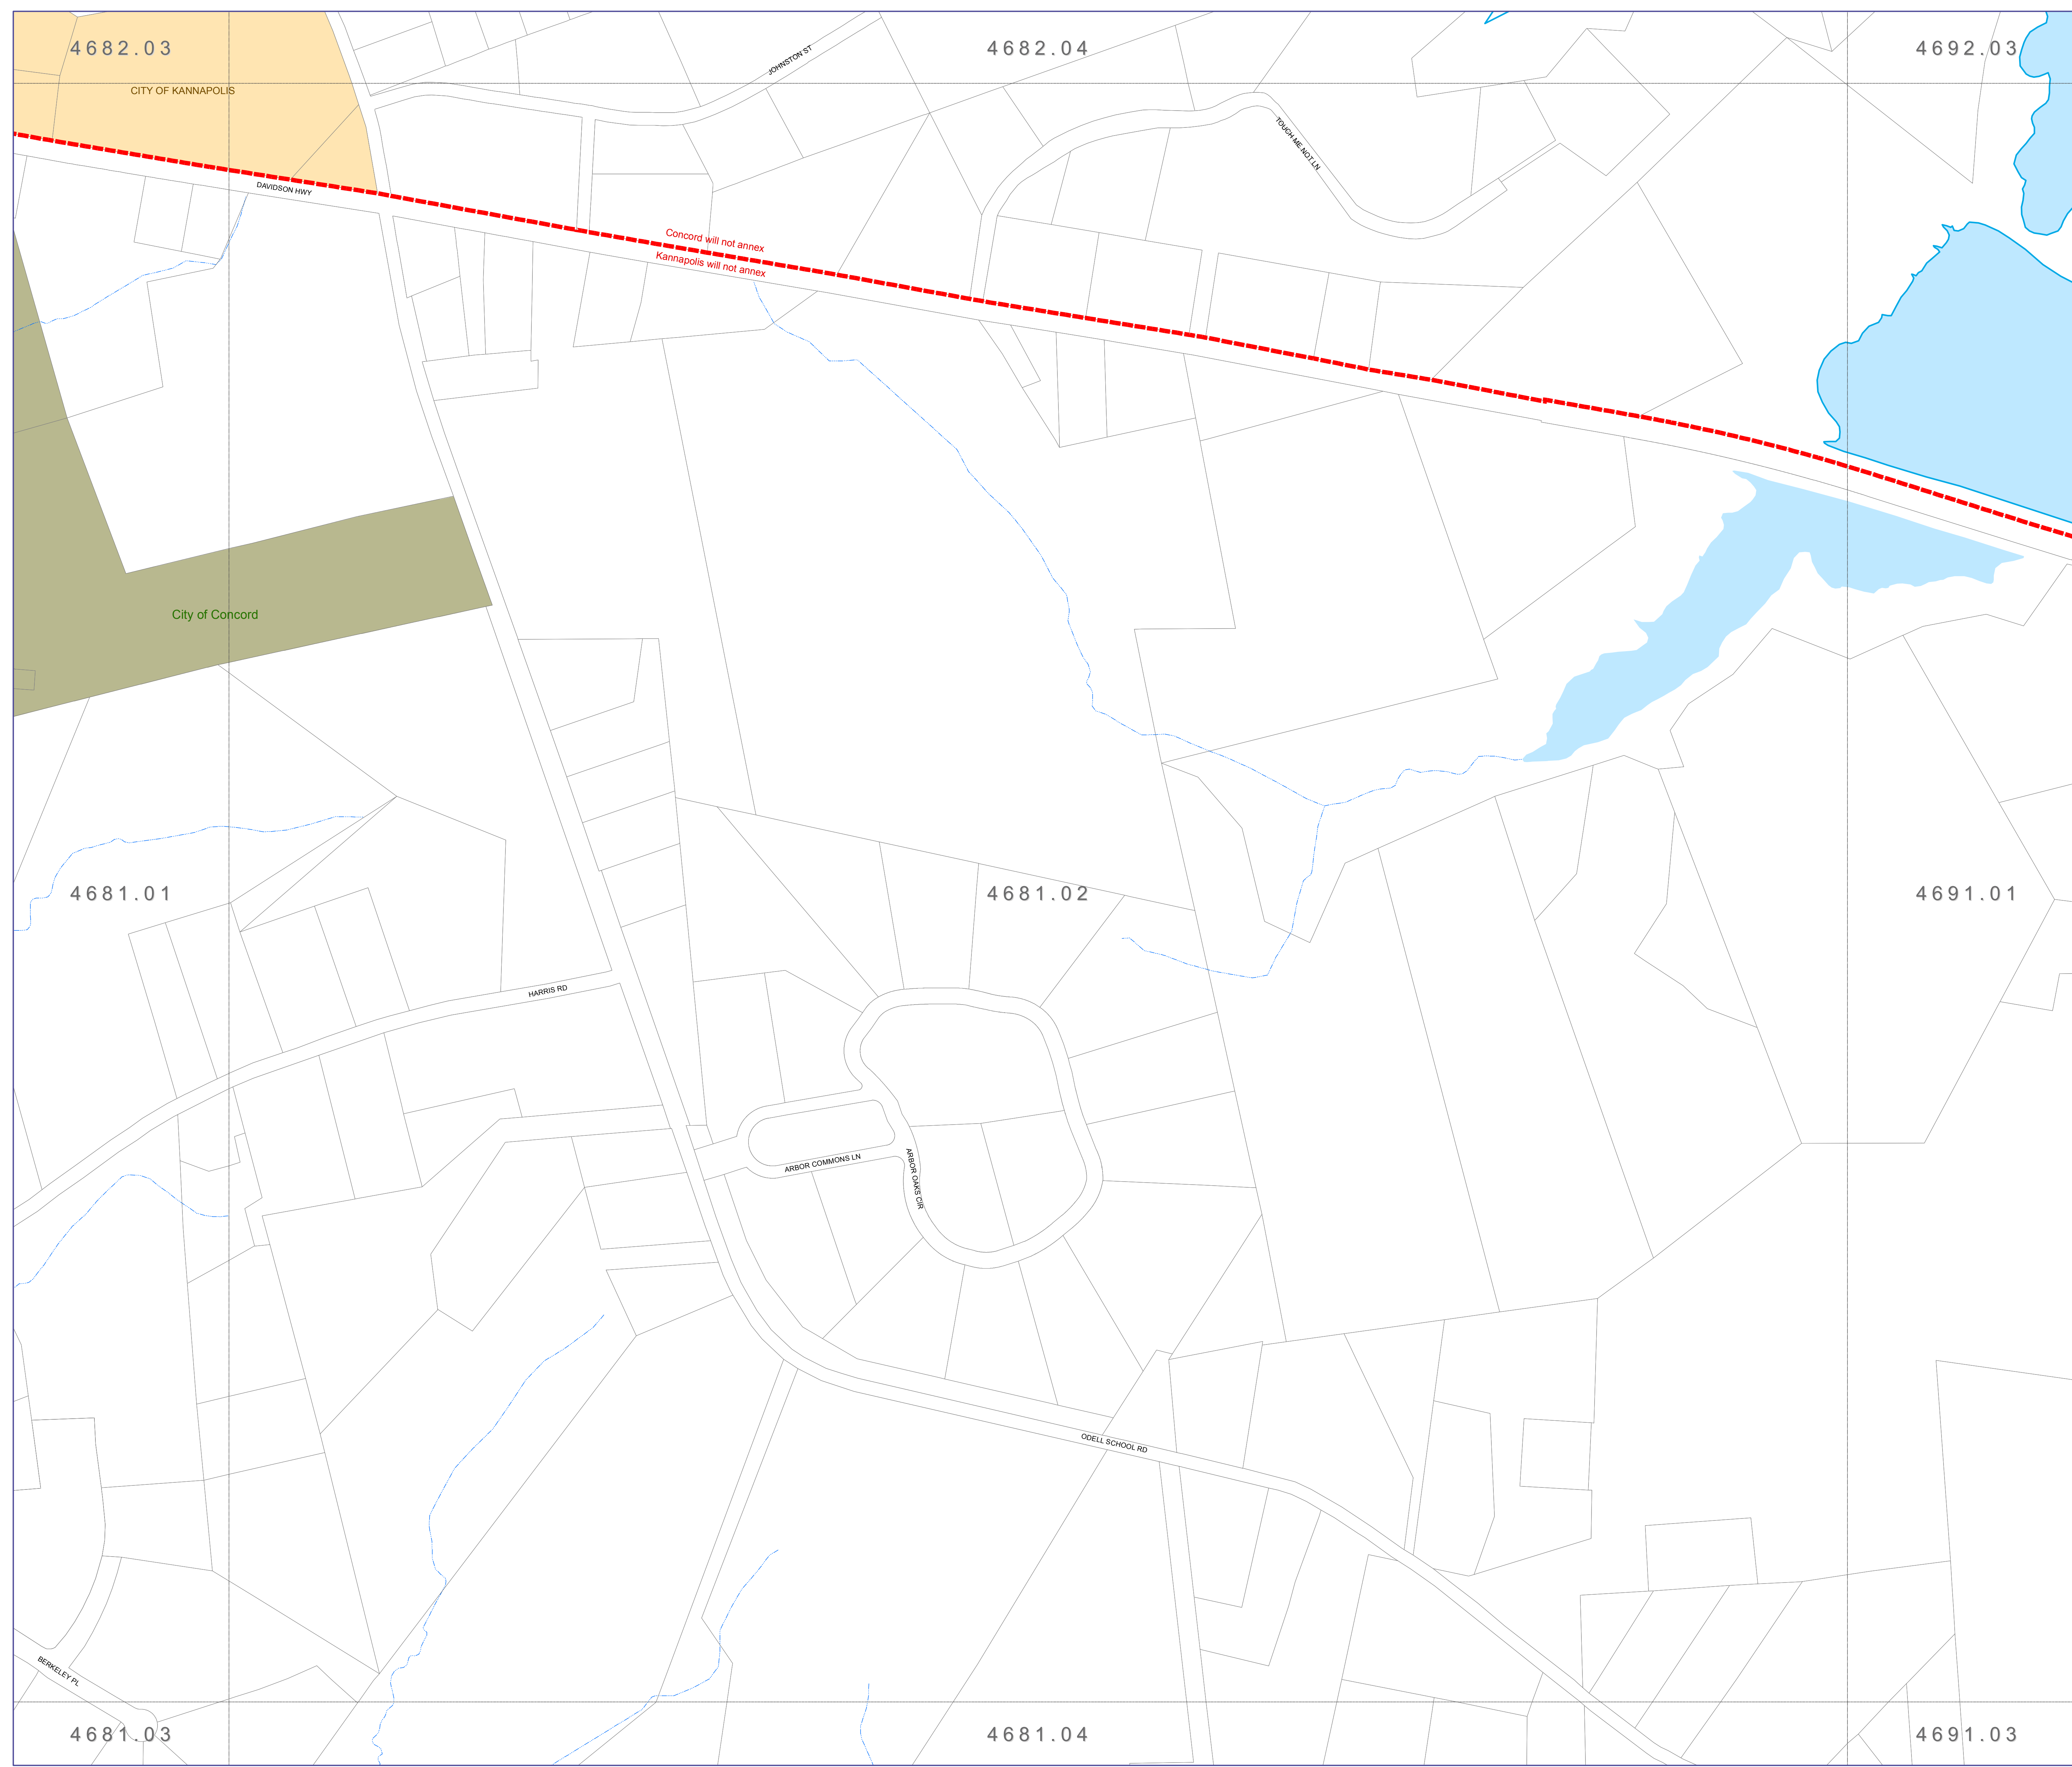 4682.03
4682.04
4692.03
JOHNSTON ST
CITY OF KANNAPOLIS
TOUCH ME NOT LN
DAVIDSON HWY
Concord will not annex
Kannapolis will not annex
City of Concord
4681.01
4681.02
4691.01
HARRIS RD
ARBOR COMMONS LN
ARBOR OAKS CIR
ODELL SCHOOL RD
BERKELEY PL
4681.03
4681.04
4691.03